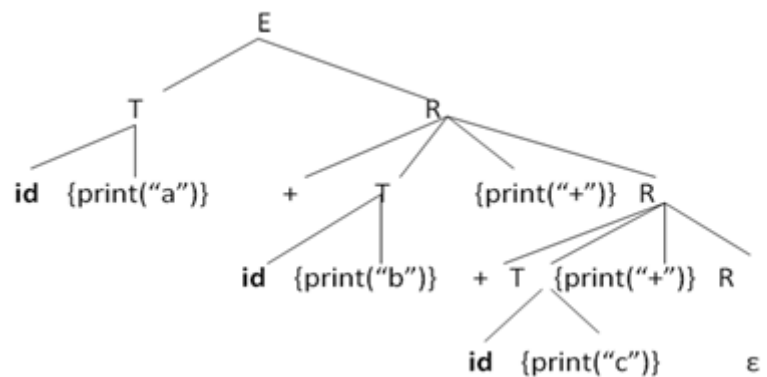 E
T R
id {print(“a”)} + T {print(“+”)} R
id {print(“b”)} + T {print(“+”)} R
id {print(“c”)} ε